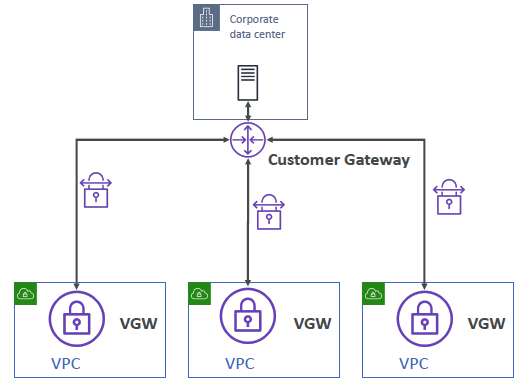 Corporate
data center
Customer Gateway
VGW
VPC
VGW
VPC
VGW
VPC